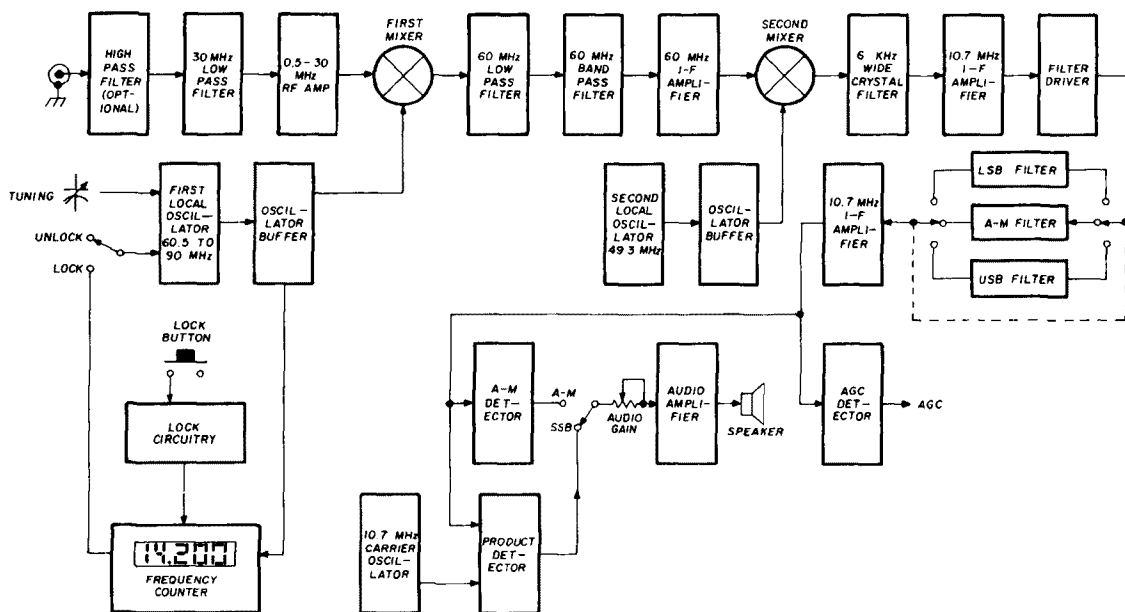 FIRST
MIXER
SECOND
MIXER
HIGH
PASS
FILTER
(OPT-
IONAL)
30 MHz
LOW
PASS
FILTER
0.5-30
MHz
RF AMP
60 MHz
LOW
PASS
FILTER
60 MHz
BAND
PASS
FILTER
60 MHz
I-F
AMPLI-
FIER
6 KHz
WIDE
CRYSTAL
FILTER
10.7 MHz
I-F
AMPLI-
FIER
FILTER
DRIVER
TUNING
UNLOCK
LOCK
FIRST
LOCAL
OSCIL-
LATOR
60.5 TO
90 MHz
OSCIL-
LATOR
BUFFER
SECOND
LOCAL
OSCIL-
LATOR
49.3 MHz
OSCIL-
LATOR
BUFFER
10.7 MHz
I-F
AMPLI-
FIER
LSB FILTER
A-M FILTER
USB FILTER
LOCK
BUTTON
LOCK
CIRCUITRY
14.200
FREQUENCY
COUNTER
A-M
DET-
ECTOR
A-M
SSB
AUDIO
GAIN
AUDIO
AMPLI-
FIER
SPEAKER
AGC
DET-
ECTOR
AGC
10.7 MHz
CARRIER
OSCIL-
LATOR
PRODUCT
DET-
ECTOR